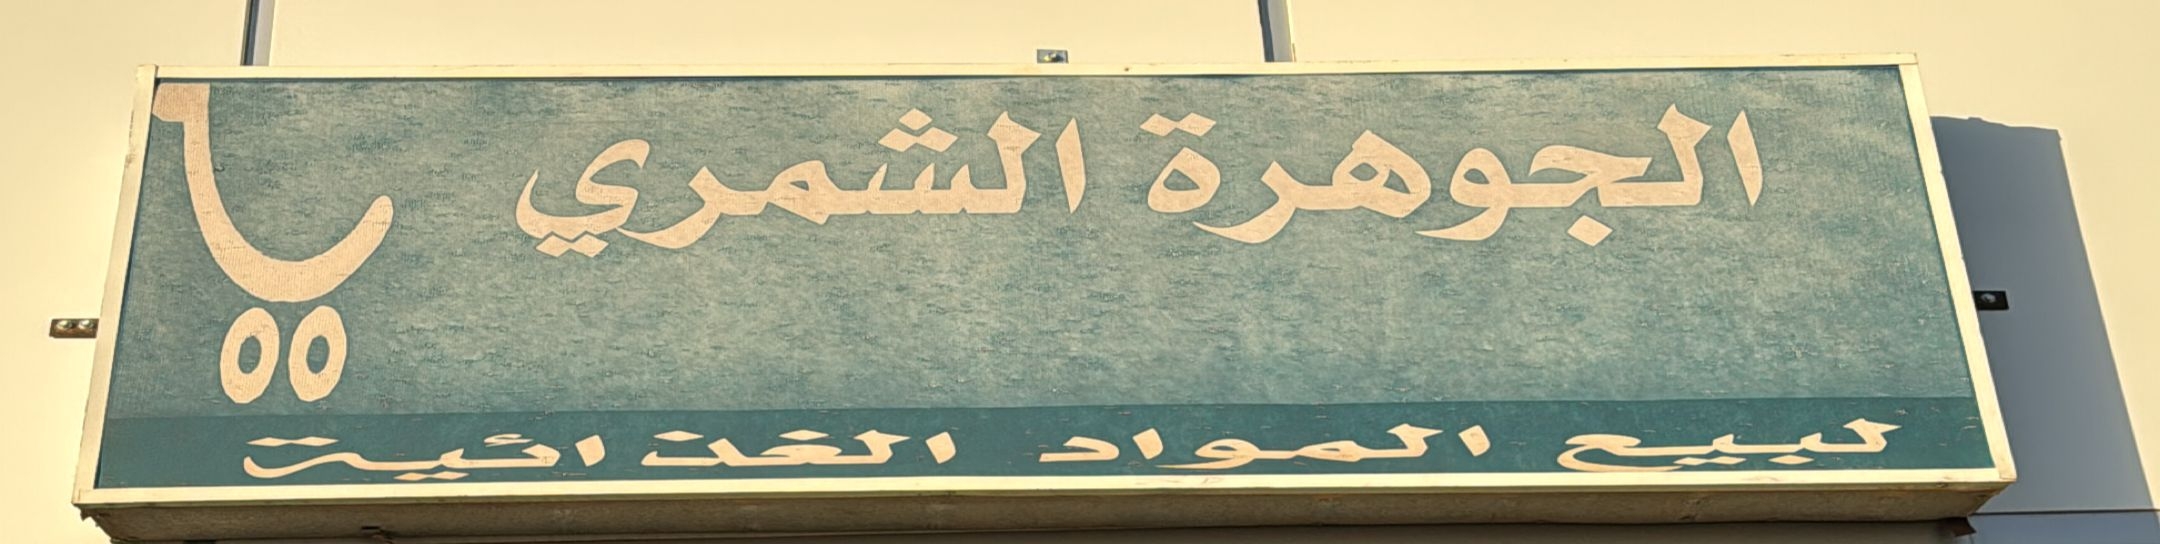 الجوهرة الشمري
لبيع المواد الغذائية